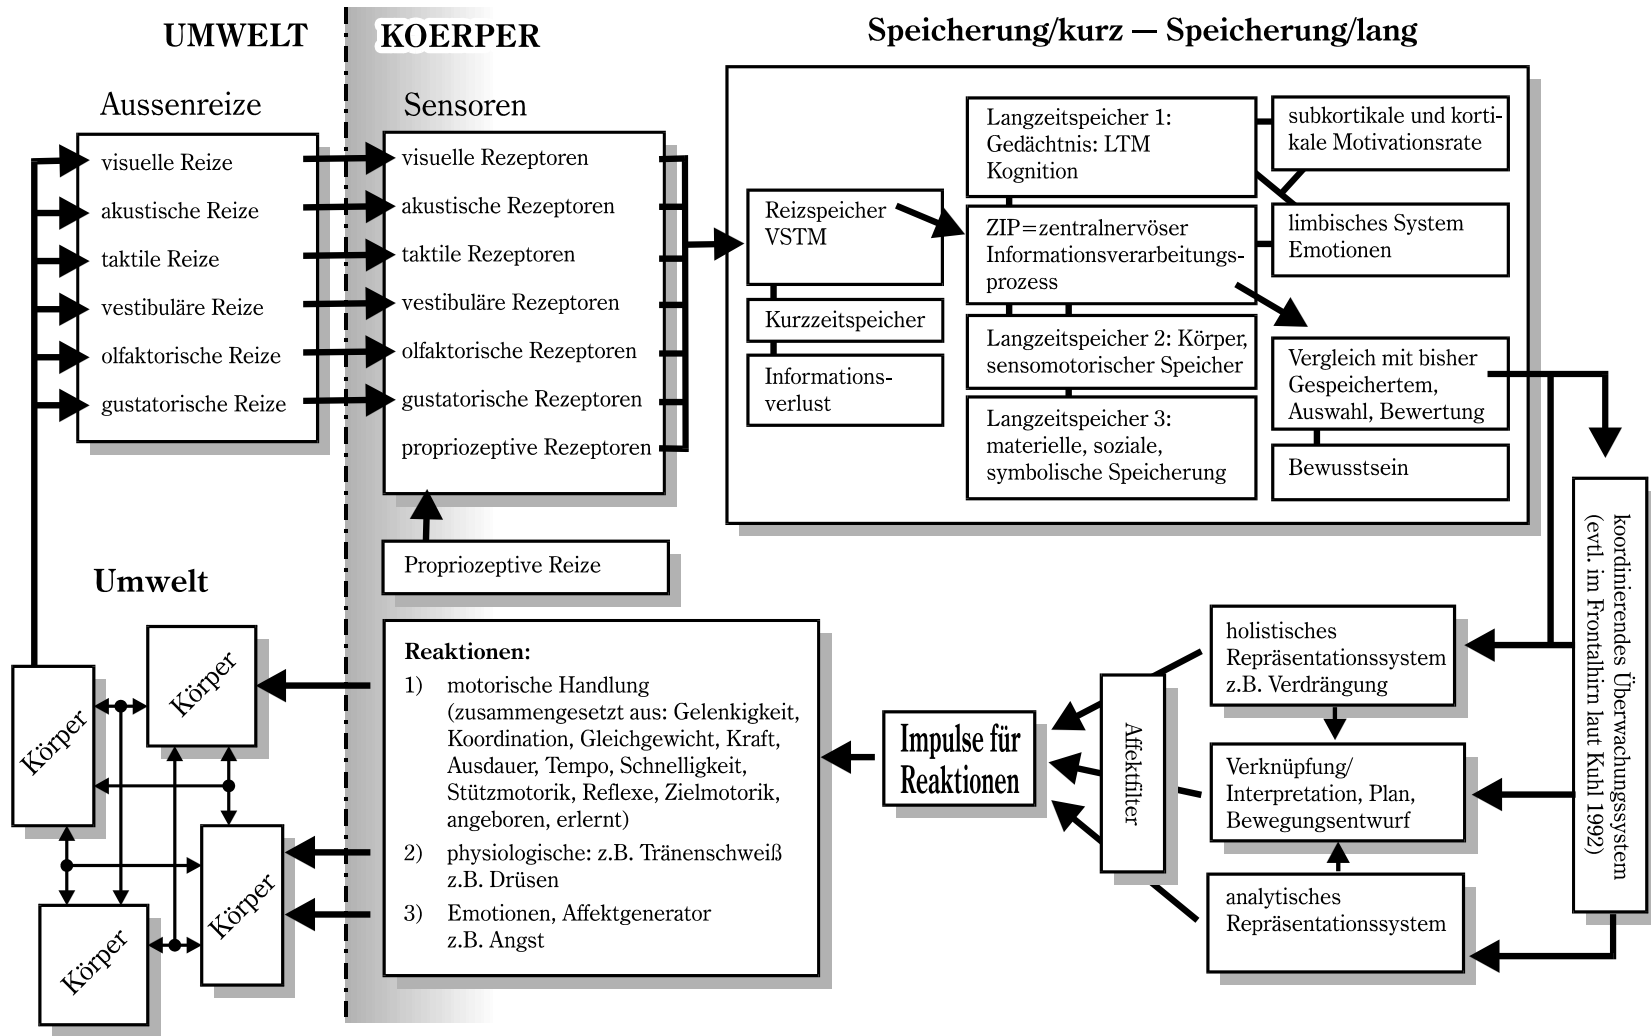 UMWELT
KOERPER
Speicherung/kurz — Speicherung/lang
Aussenreize
visuelle Reize
akustische Reize
taktile Reize
vestibuläre Reize
olfaktorische Reize
gustatorische Reize
Sensoren
visuelle Rezeptoren
akustische Rezeptoren
taktile Rezeptoren
vestibuläre Rezeptoren
olfaktorische Rezeptoren
gustatorische Rezeptoren
propriozeptive Rezeptoren
Propriozeptive Reize
Reizspeicher
VSTM
Kurzzeitspeicher
Informations-
verlust
Langzeitspeicher 1:
Gedächtnis: LTM
Kognition
ZIP=zentralnervöser
Informationsverarbeitungs-
prozess
Langzeitspeicher 2: Körper,
sensomotorischer Speicher
Langzeitspeicher 3:
materielle, soziale,
symbolische Speicherung
subkortikale und korti-
kale Motivationsrate
limbisches System
Emotionen
Vergleich mit bisher
Gespeichertem,
Auswahl, Bewertung
Bewusstsein
koordinierendes Überwachungssystem
(evtl. im Frontalhirn laut Kuhl 1992)
holistisches
Repräsentationssystem
z.B. Verdrängung
Verknüpfung/
Interpretation, Plan,
Bewegungsentwurf
analytisches
Repräsentationssystem
Affektfilter
Impulse für
Reaktionen
Reaktionen:
1) motorische Handlung
(zusammengesetzt aus: Gelenkigkeit,
Koordination, Gleichgewicht, Kraft,
Ausdauer, Tempo, Schnelligkeit,
Stützmotorik, Reflexe, Zielmotorik,
angeboren, erlernt)
2) physiologische: z.B. Tränenschweiß
z.B. Drüsen
3) Emotionen, Affektgenerator
z.B. Angst
Umwelt
Körper
Körper
Körper
Körper